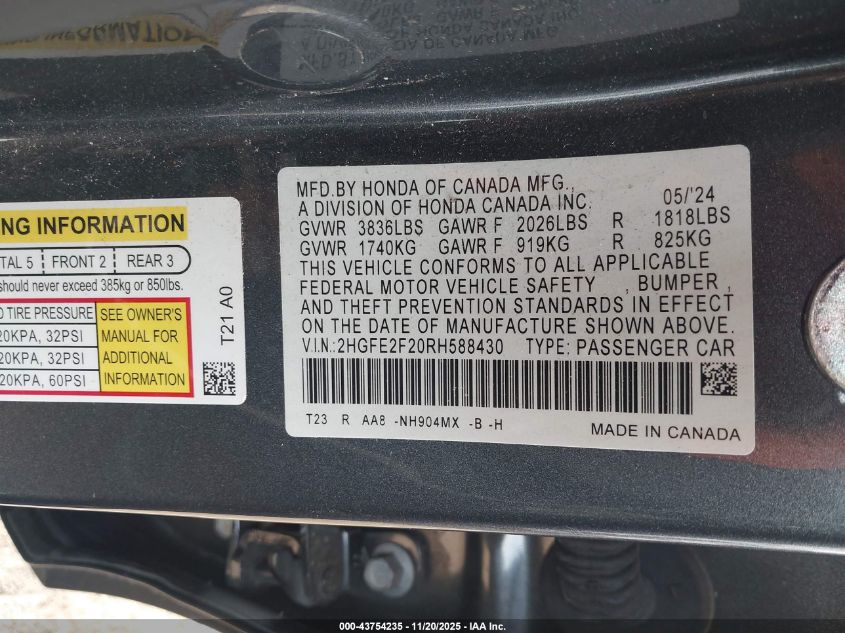 NG INFORMATION
TAL 5 FRONT 2 REAR 3
should never exceed 385kg or 850lbs.
TIRE PRESSURE
20KPA, 32PSI
20KPA, 32PSI
20KPA, 60PSI
SEE OWNER'S
MANUAL FOR
ADDITIONAL
INFORMATION
T21 A0
MFD.BY HONDA OF CANADA MFG.,
A DIVISION OF HONDA CANADA INC. 05/'24
GVWR 3836LBS GAWR F 2026LBS R 1818LBS
GVWR 1740KG GAWR F 919KG R 825KG
THIS VEHICLE CONFORMS TO ALL APPLICABLE
FEDERAL MOTOR VEHICLE SAFETY , BUMPER ,
AND THEFT PREVENTION STANDARDS IN EFFECT
ON THE DATE OF MANUFACTURE SHOWN ABOVE.
V.I.N.:2HGFE2F20RH588430 TYPE: PASSENGER CAR
T23 R AA8 -NH904MX -B -H
MADE IN CANADA
000-43754235 - 11/20/2025 - IAA Inc.